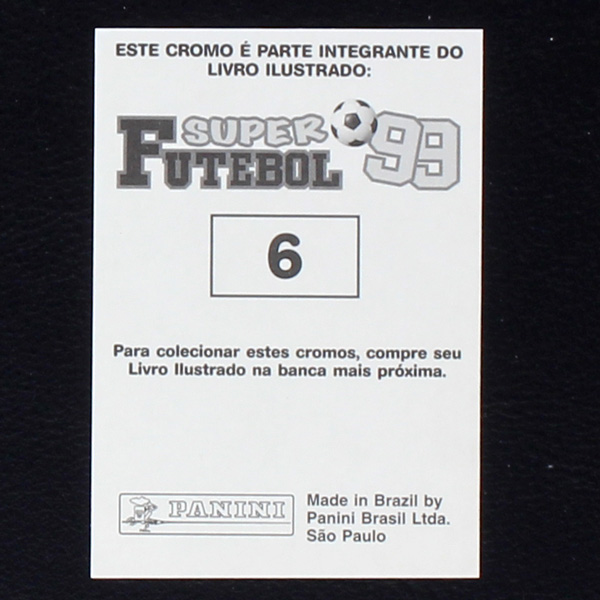 ESTE CROMO É PARTE INTEGRANTE DO
LIVRO ILUSTRADO:
SUPER
FUTEBOL 99
6
Para colecionar estes cromos, compre seu
Livro Ilustrado na banca mais próxima.
PANINI
Made in Brazil by
Panini Brasil Ltda.
São Paulo